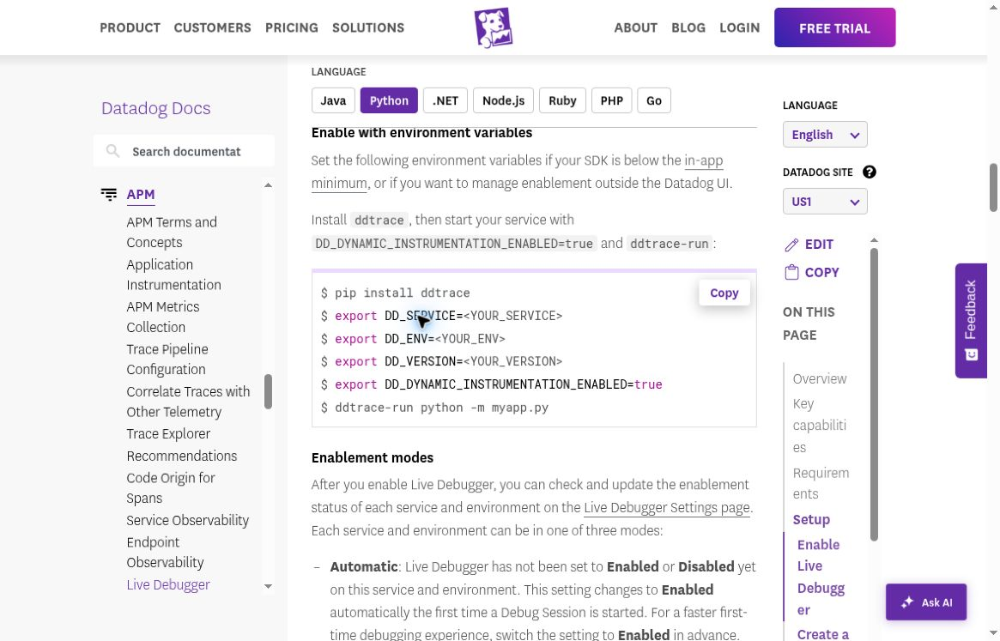 PRODUCT CUSTOMERS PRICING SOLUTIONS
ABOUT BLOG LOGIN FREE TRIAL
Datadog Docs
Search documentat
APM
APM Terms and
Concepts
Application
Instrumentation
APM Metrics
Collection
Trace Pipeline
Configuration
Correlate Traces with
Other Telemetry
Trace Explorer
Recommendations
Code Origin for
Spans
Service Observability
Endpoint
Observability
Live Debugger
LANGUAGE
Java Python .NET Node.js Ruby PHP Go
Enable with environment variables
Set the following environment variables if your SDK is below the in-app
minimum, or if you want to manage enablement outside the Datadog UI.
Install ddtrace , then start your service with
DD_DYNAMIC_INSTRUMENTATION_ENABLED=true and ddtrace-run :
Copy
$ pip install ddtrace
$ export DD_SERVICE=<YOUR_SERVICE>
$ export DD_ENV=<YOUR_ENV>
$ export DD_VERSION=<YOUR_VERSION>
$ export DD_DYNAMIC_INSTRUMENTATION_ENABLED=true
$ ddtrace-run python -m myapp.py
Enablement modes
After you enable Live Debugger, you can check and update the enablement
status of each service and environment on the Live Debugger Settings page.
Each service and environment can be in one of three modes:
– Automatic: Live Debugger has not been set to Enabled or Disabled yet
on this service and environment. This setting changes to Enabled
automatically the first time a Debug Session is started. For a faster first-
time debugging experience, switch the setting to Enabled in advance.
LANGUAGE
English
DATADOG SITE ?
US1
EDIT
COPY
ON THIS
PAGE
Overview
Key
capabiliti
es
Requirem
ents
Setup
Enable
Live
Debugg
er
Create a
Feedback
Ask AI